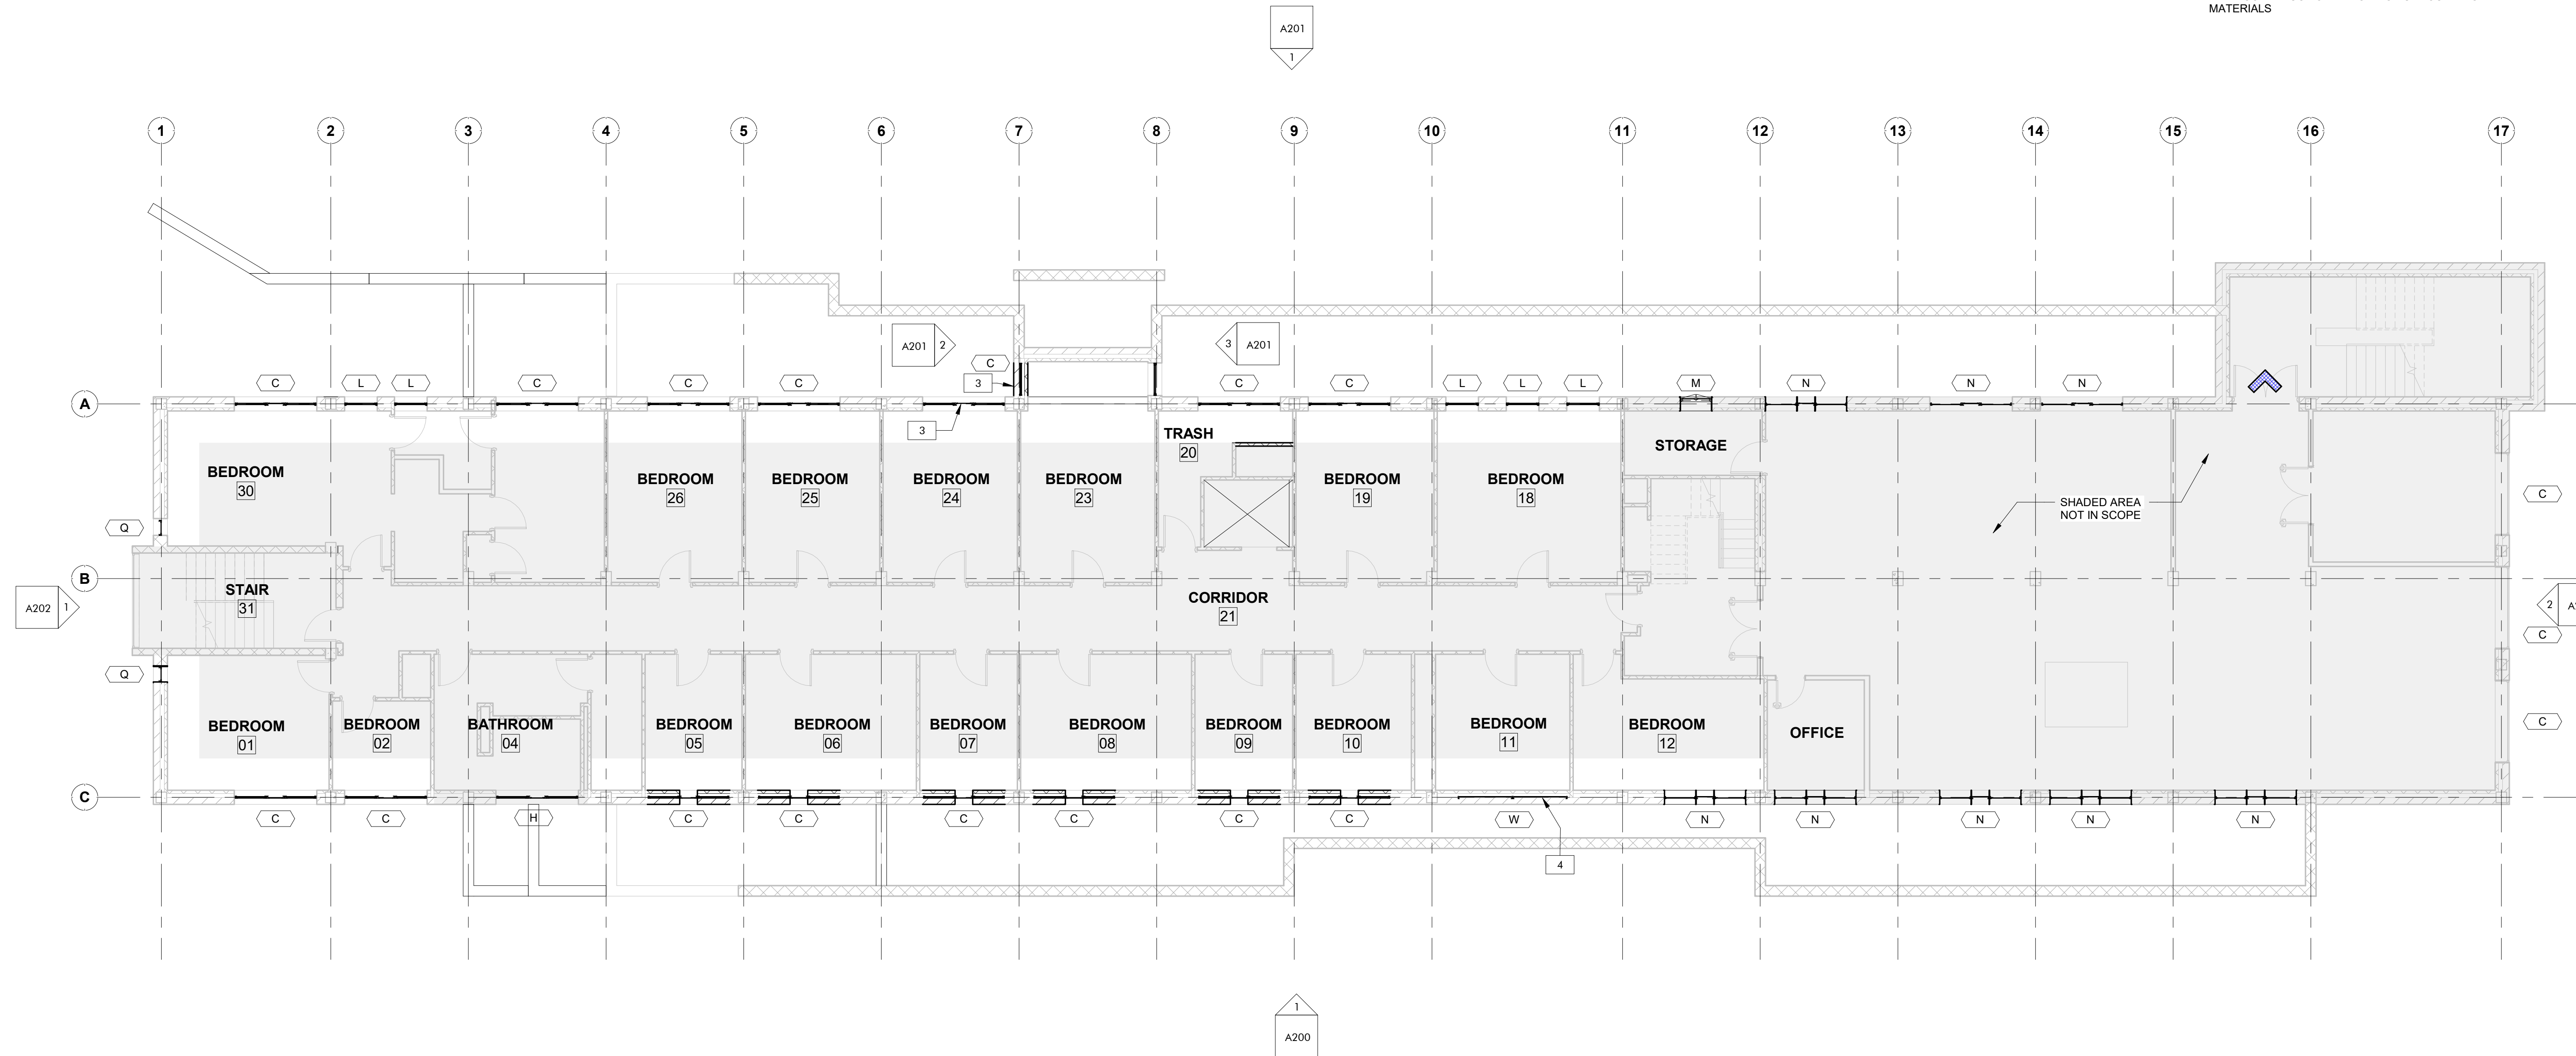 MATERIALS
A201
1
1
2
3
4
5
6
7
8
9
10
11
12
13
14
15
16
17
A201
2
3
A201
C
3
C
L
L
C
C
C
C
C
L
L
L
M
N
N
N
A
3
TRASH
20
STORAGE
BEDROOM
30
BEDROOM
26
BEDROOM
25
BEDROOM
24
BEDROOM
23
BEDROOM
19
BEDROOM
18
C
SHADED AREA
NOT IN SCOPE
Q
B
STAIR
31
CORRIDOR
21
A202
1
2
C
Q
BEDROOM
01
BEDROOM
02
BATHROOM
04
BEDROOM
05
BEDROOM
06
BEDROOM
07
BEDROOM
08
BEDROOM
09
BEDROOM
10
BEDROOM
11
BEDROOM
12
OFFICE
C
C
C
C
H
C
C
C
C
C
C
W
N
N
N
N
N
4
1
A200